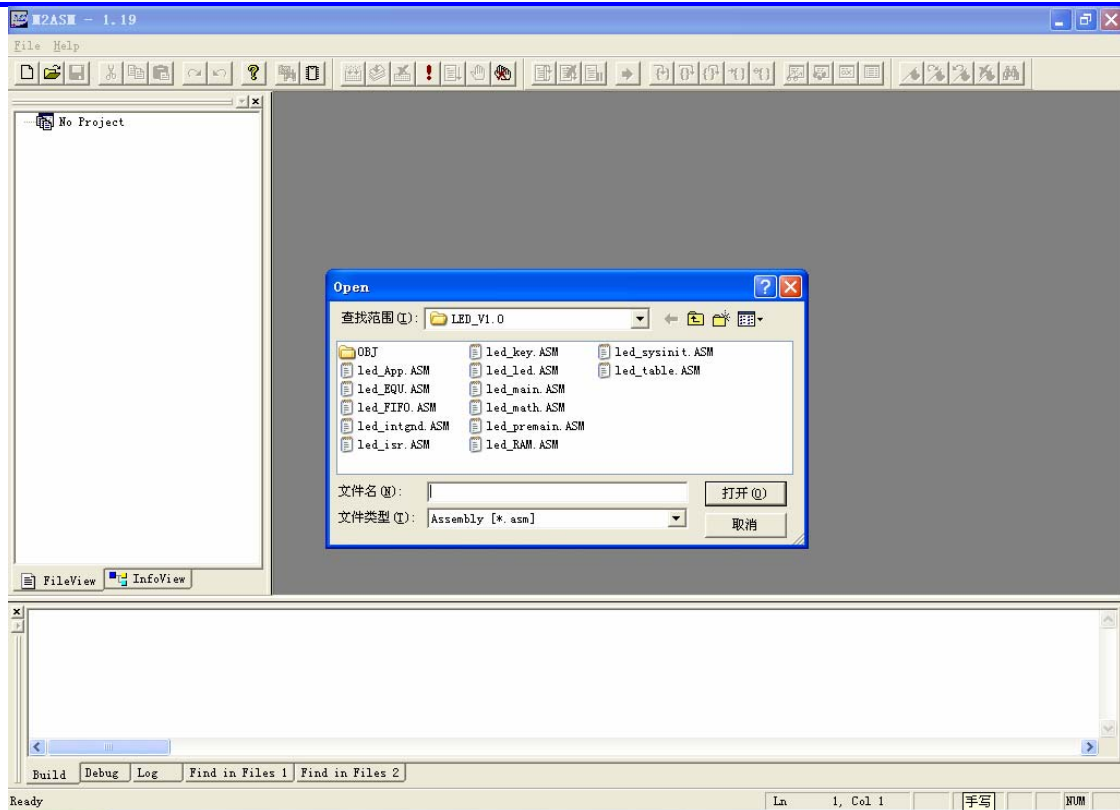 M2ASM - 1.19
File Help
No Project
Open
查找范围(I): LED_V1.0
OBJ led_key.ASM led_sysinit.ASM
led_App.ASM led_led.ASM led_table.ASM
led_EQU.ASM led_main.ASM
led_FIFO.ASM led_math.ASM
led_intgnd.ASM led_premain.ASM
led_isr.ASM led_RAM.ASM
文件名(N): 打开(O)
文件类型(T): Assembly [*.asm] 取消
FileView InfoView
Build Debug Log Find in Files 1 Find in Files 2
Ready Ln 1, Col 1 手写 NUM